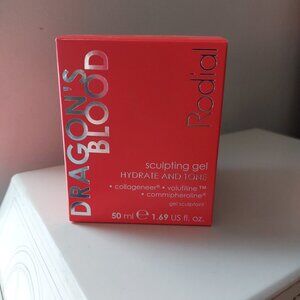 DRAGON'S
BLOOD
Rodial
sculpting gel
HYDRATE AND TONE
• collageneer® • volufiline™
• commipheroline®
gel sculptant
50 ml e 1.69 US fl. oz.